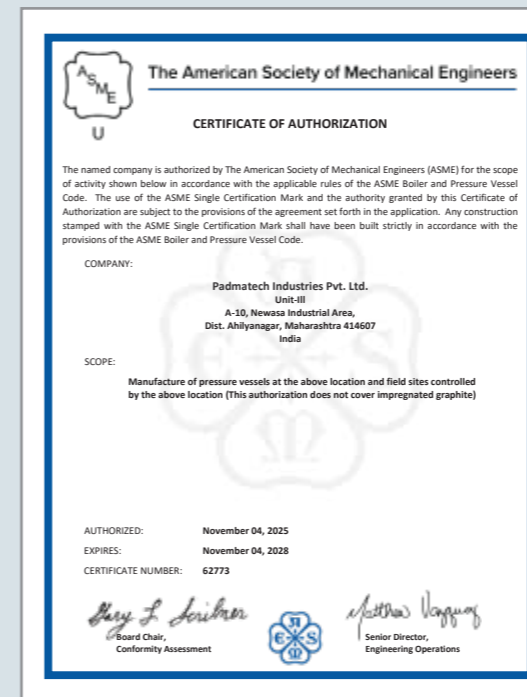 ASME
The American Society of Mechanical Engineers
U
CERTIFICATE OF AUTHORIZATION
The named company is authorized by The American Society of Mechanical Engineers (ASME) for the scope
of activity shown below in accordance with the applicable rules of the ASME Boiler and Pressure Vessel
Code. The use of the ASME Single Certification Mark and the authority granted by this Certificate of
Authorization are subject to the provisions of the agreement set forth in the application. Any construction
stamped with the ASME Single Certification Mark shall have been built strictly in accordance with the
provisions of the ASME Boiler and Pressure Vessel Code.
COMPANY:
Padmatech Industries Pvt. Ltd.
Unit-III
A-10, Newasa Industrial Area,
Dist. Ahilyanagar, Maharashtra 414607
India
SCOPE:
Manufacture of pressure vessels at the above location and field sites controlled
by the above location (This authorization does not cover impregnated graphite)
AUTHORIZED: November 04, 2025
EXPIRES: November 04, 2028
CERTIFICATE NUMBER: 62773
Board Chair,
Conformity Assessment
Senior Director,
Engineering Operations